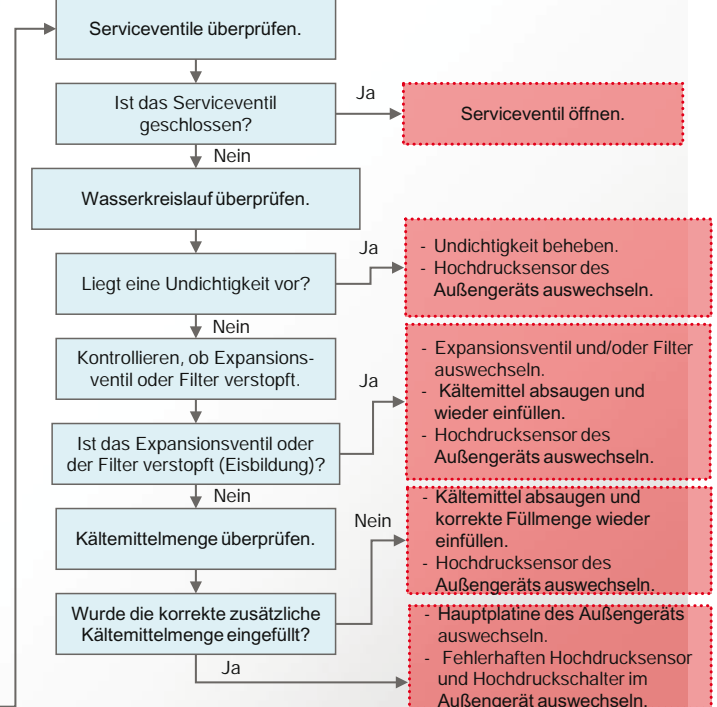 Serviceventile überprüfen.
Ist das Serviceventil
geschlossen?
Ja
Serviceventil öffnen.
Nein
Wasserkreislauf überprüfen.
Liegt eine Undichtigkeit vor?
Ja
- Undichtigkeit beheben.
- Hochdrucksensor des
Außengeräts auswechseln.
Nein
Kontrollieren, ob Expansions-
ventil oder Filter verstopft.
Ist das Expansionsventil oder
der Filter verstopft (Eisbildung)?
Ja
- Expansionsventil und/oder Filter
auswechseln.
- Kältemittel absaugen und
wieder einfüllen.
- Hochdrucksensor des
Außengeräts auswechseln.
Nein
Kältemittelmenge überprüfen.
Wurde die korrekte zusätzliche
Kältemittelmenge eingefüllt?
Nein
- Kältemittel absaugen und
korrekte Füllmenge wieder
einfüllen.
- Hochdrucksensor des
Außengeräts auswechseln.
Ja
- Hauptplatine des Außengeräts
auswechseln.
- Fehlerhaften Hochdrucksensor
und Hochdruckschalter im
Außengerät auswechseln.